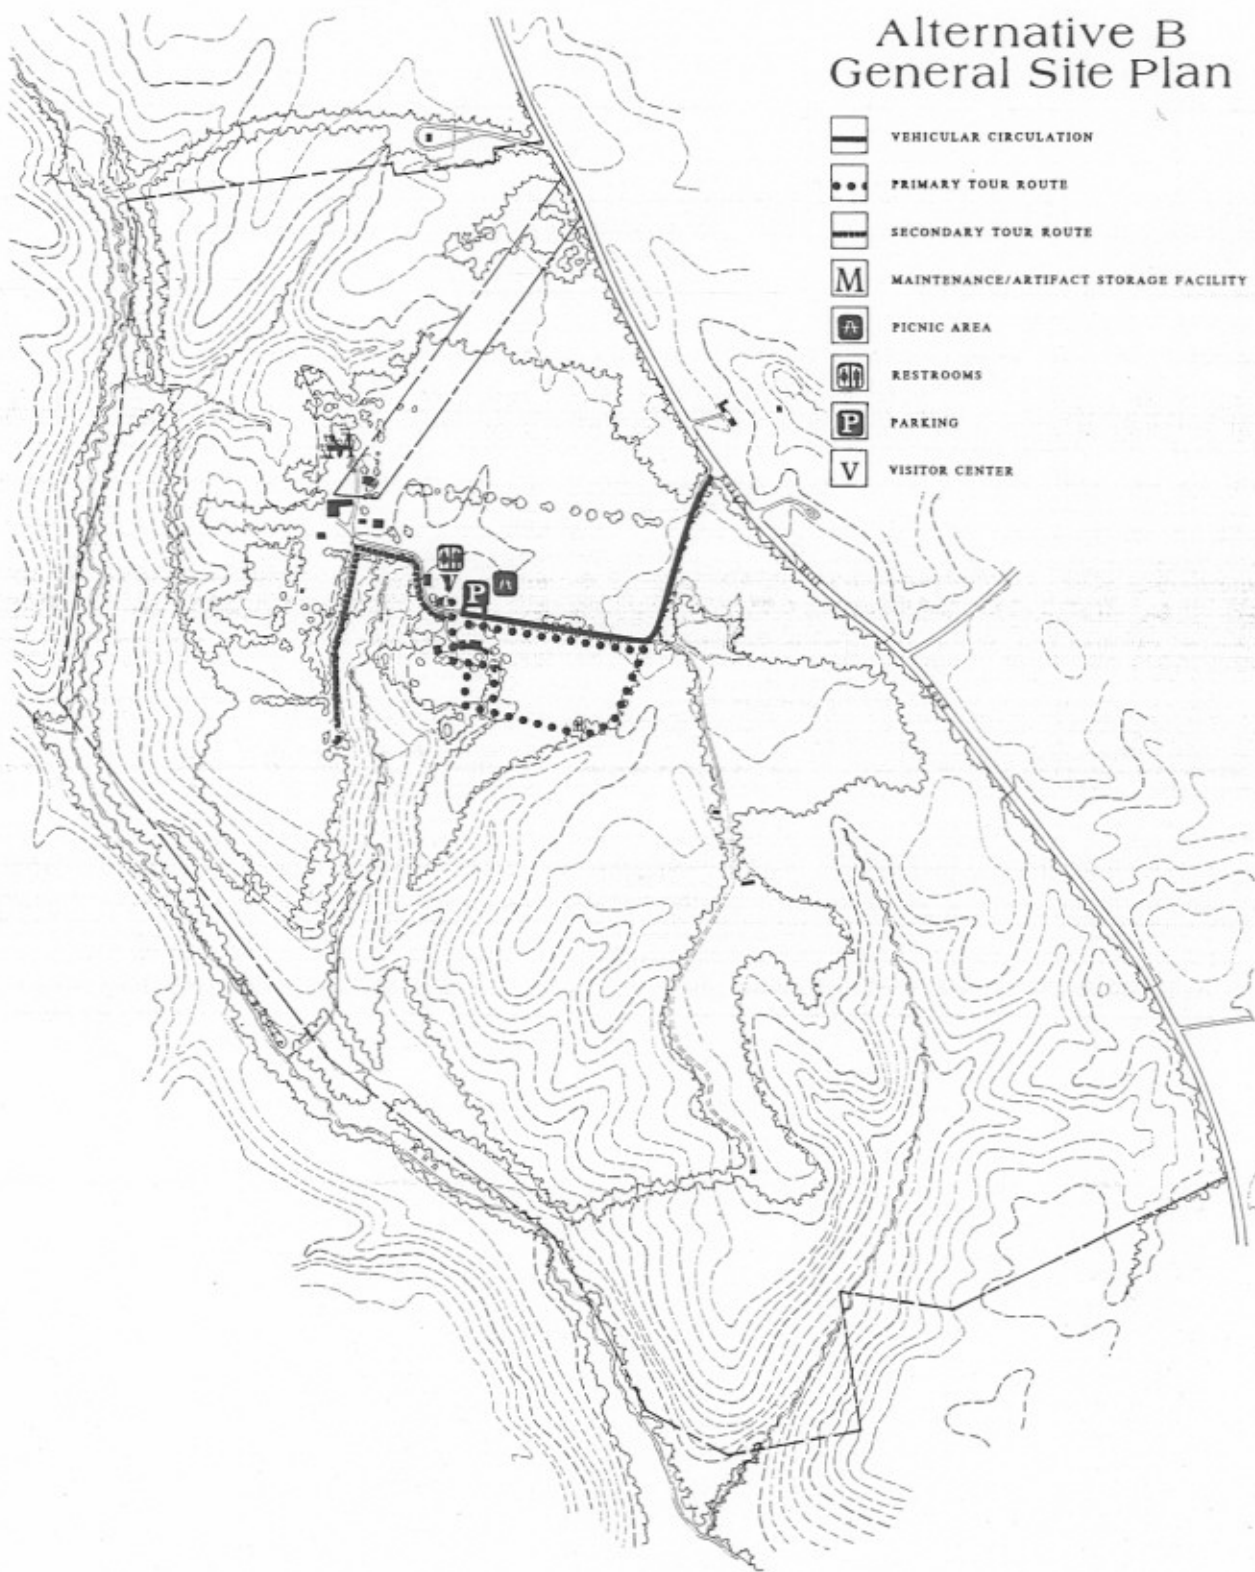 Alternative B
General Site Plan
VEHICULAR CIRCULATION
PRIMARY TOUR ROUTE
SECONDARY TOUR ROUTE
M MAINTENANCE/ARTIFACT STORAGE FACILITY
PICNIC AREA
RESTROOMS
P PARKING
V VISITOR CENTER
M
V
P